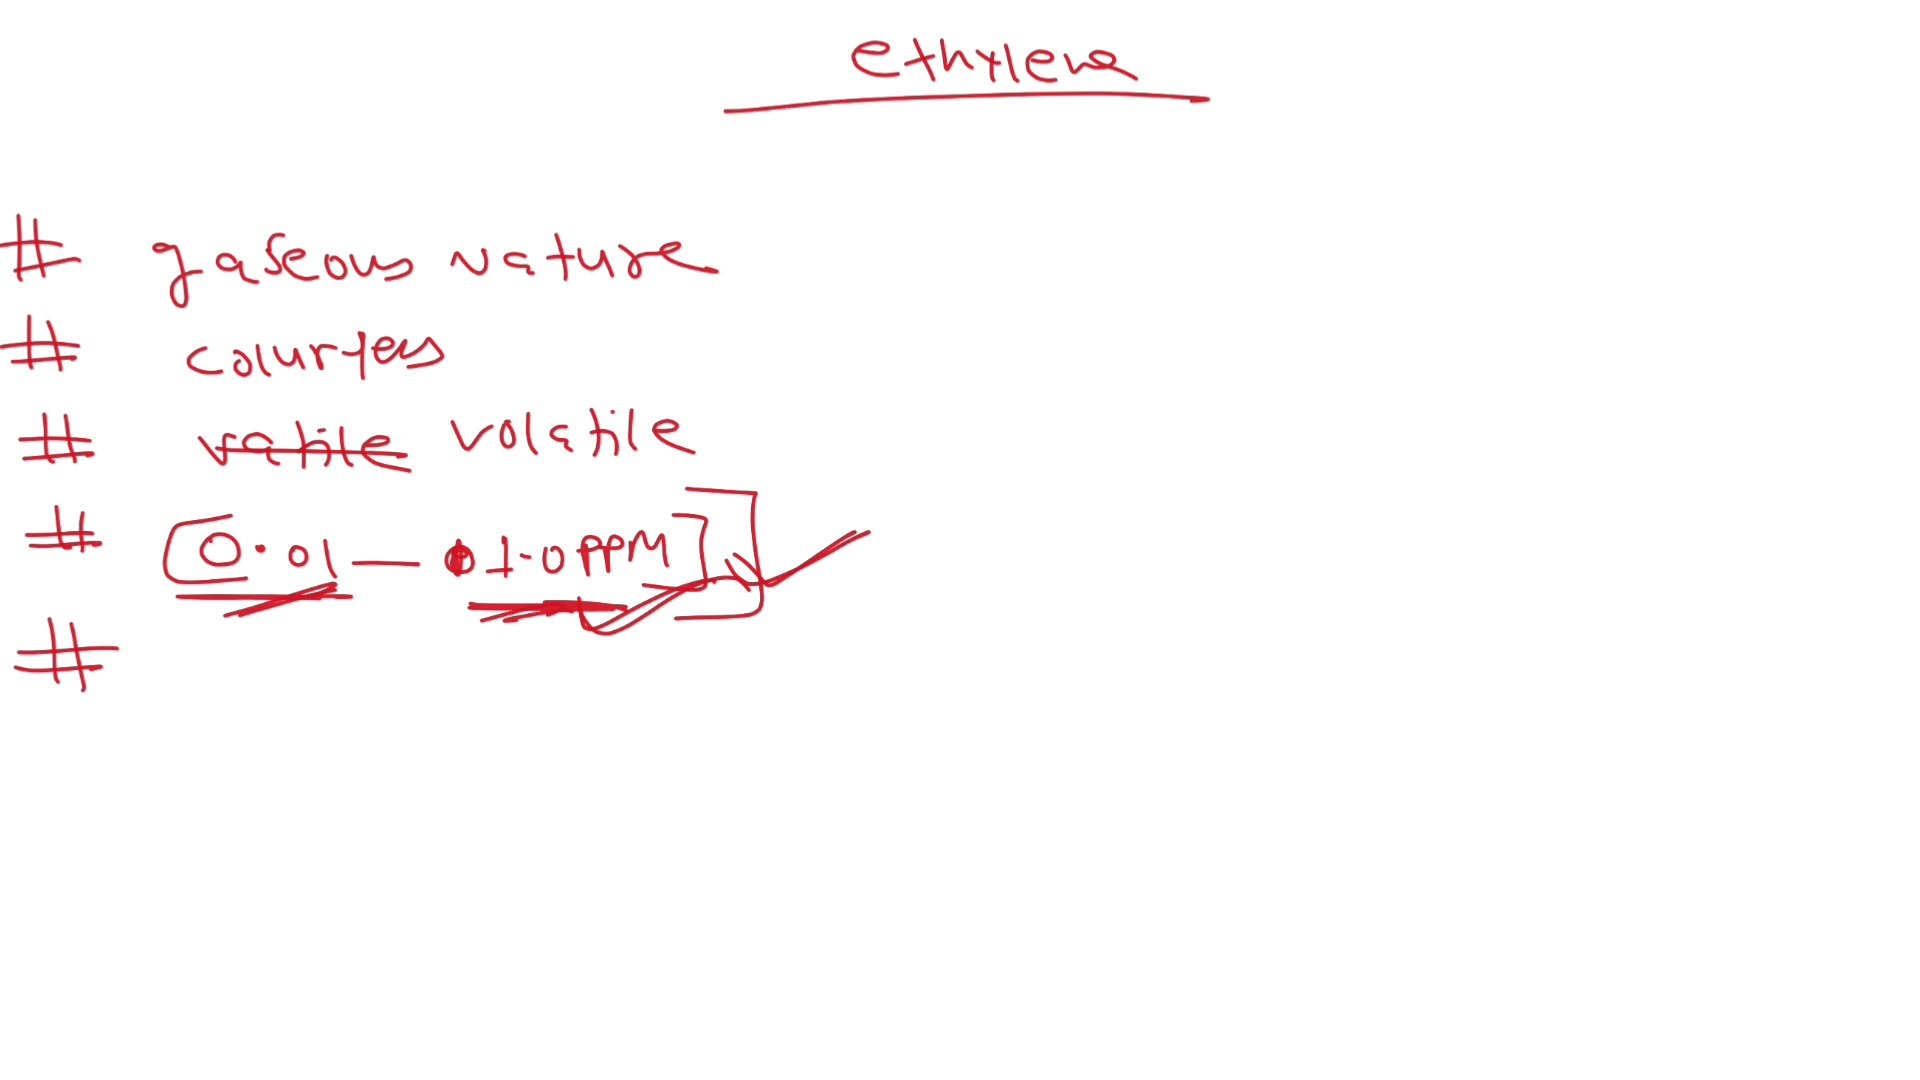 ethylene
# gaseous nature
# colurless
# vatile volatile
# [0.01 — 1.0 PPM]
#